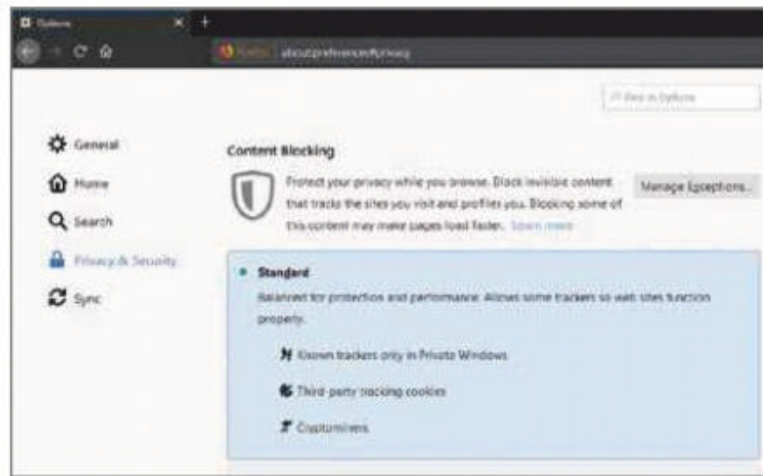 Options
+
Firefox about:preferences#privacy
Find in Options
General
Home
Search
Privacy & Security
Sync
Content Blocking
Protect your privacy while you browse. Block invisible content
that tracks the sites you visit and profiles you. Blocking some of
this content may make pages load faster. Learn more
Manage Exceptions...
Standard
Balanced for protection and performance. Allows some trackers so web sites function
properly.
Known trackers only in Private Windows
Third-party tracking cookies
Cryptominers